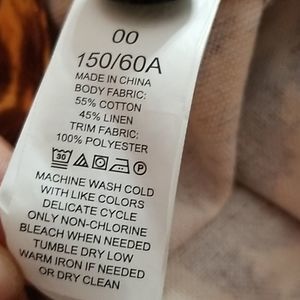 00
150/60A
MADE IN CHINA
BODY FABRIC:
55% COTTON
45% LINEN
TRIM FABRIC:
100% POLYESTER
30 P
MACHINE WASH COLD
WITH LIKE COLORS
DELICATE CYCLE
ONLY NON-CHLORINE
BLEACH WHEN NEEDED
TUMBLE DRY LOW
WARM IRON IF NEEDED
OR DRY CLEAN